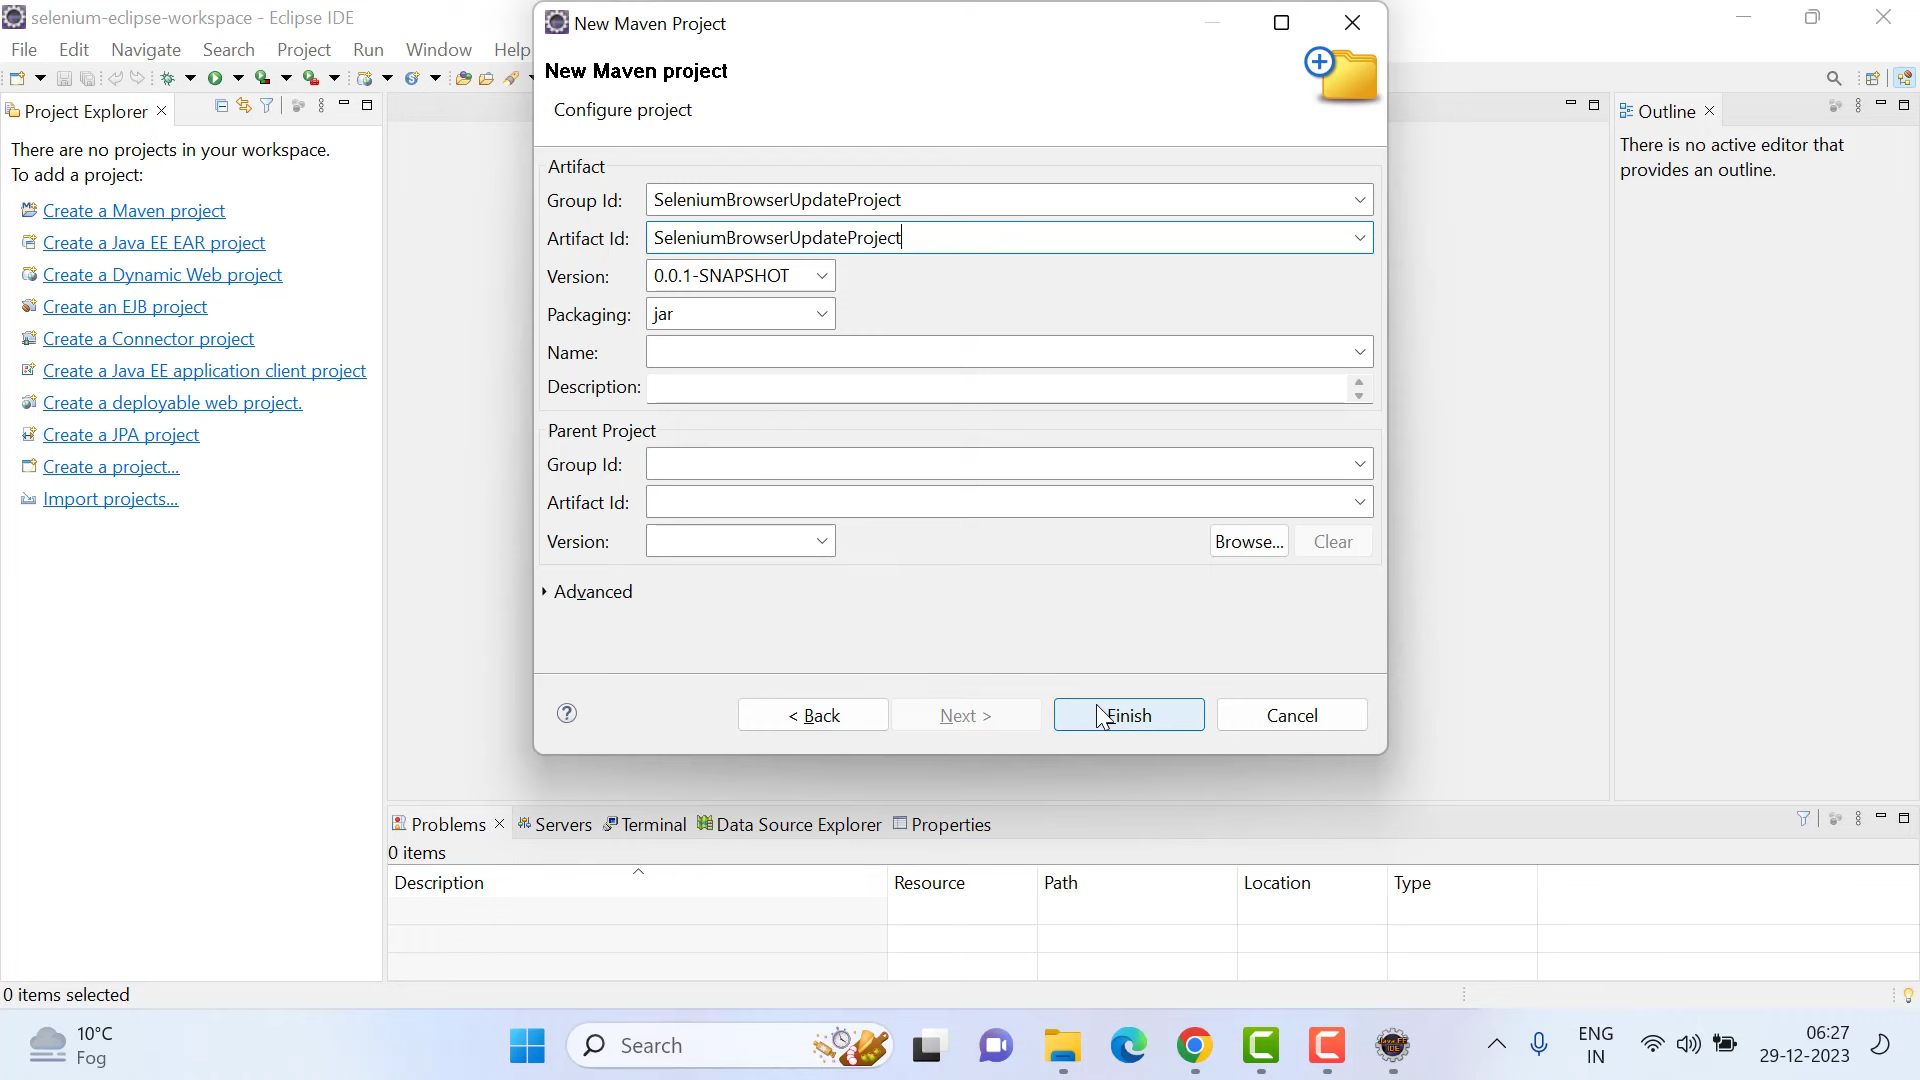 selenium-eclipse-workspace - Eclipse IDE
File Edit Navigate Search Project Run Window Help
Project Explorer
There are no projects in your workspace.
To add a project:
Create a Maven project
Create a Java EE EAR project
Create a Dynamic Web project
Create an EJB project
Create a Connector project
Create a Java EE application client project
Create a deployable web project.
Create a JPA project
Create a project...
Import projects...
New Maven Project
New Maven project
Configure project
Artifact
Group Id: SeleniumBrowserUpdateProject
Artifact Id: SeleniumBrowserUpdateProject
Version: 0.0.1-SNAPSHOT
Packaging: jar
Name:
Description:
Parent Project
Group Id:
Artifact Id:
Version: Browse... Clear
Advanced
< Back Next > Finish Cancel
Outline
There is no active editor that
provides an outline.
Problems Servers Terminal Data Source Explorer Properties
0 items
Description Resource Path Location Type
0 items selected
10°C
Fog
Search
ENG
IN
06:27
29-12-2023